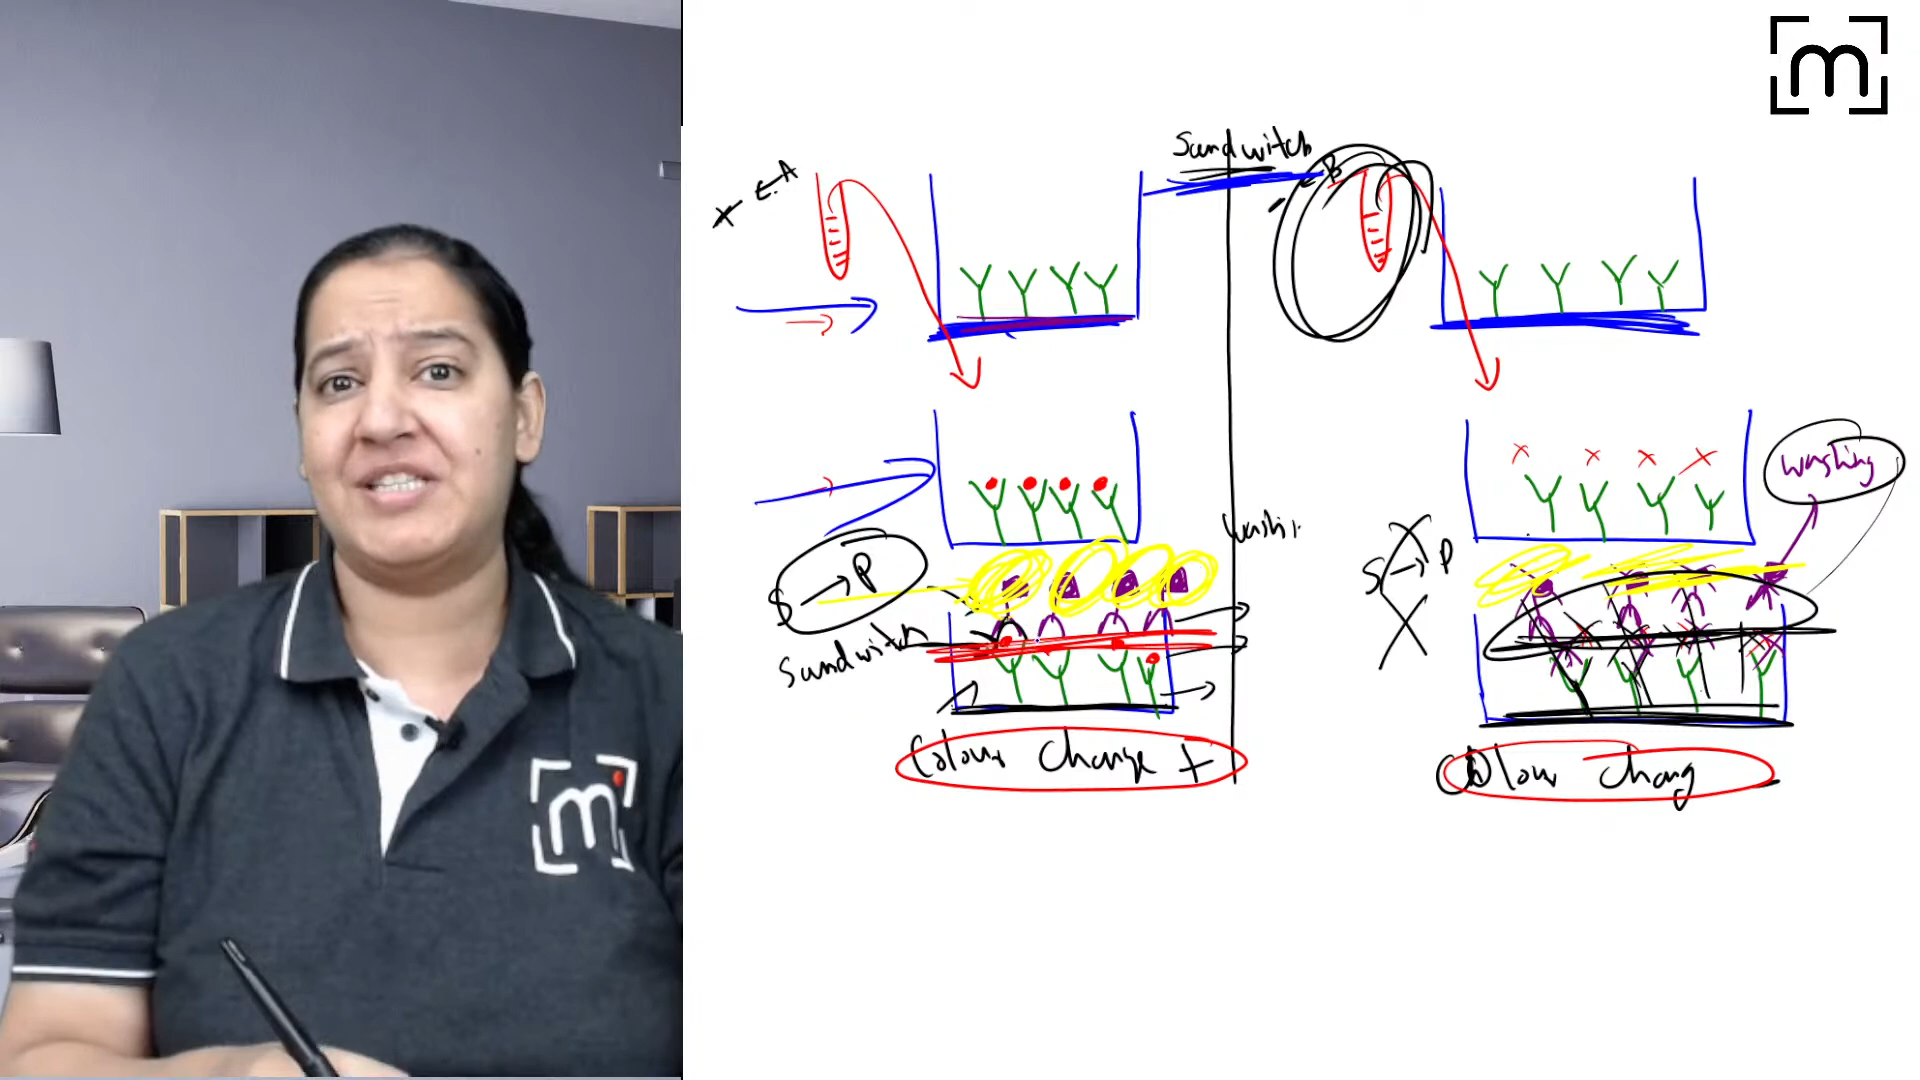 m
Sandwitch
A
B
washing
washi
S → P
S → P
Sandwitch
Colour Change +
Colour Chang
m